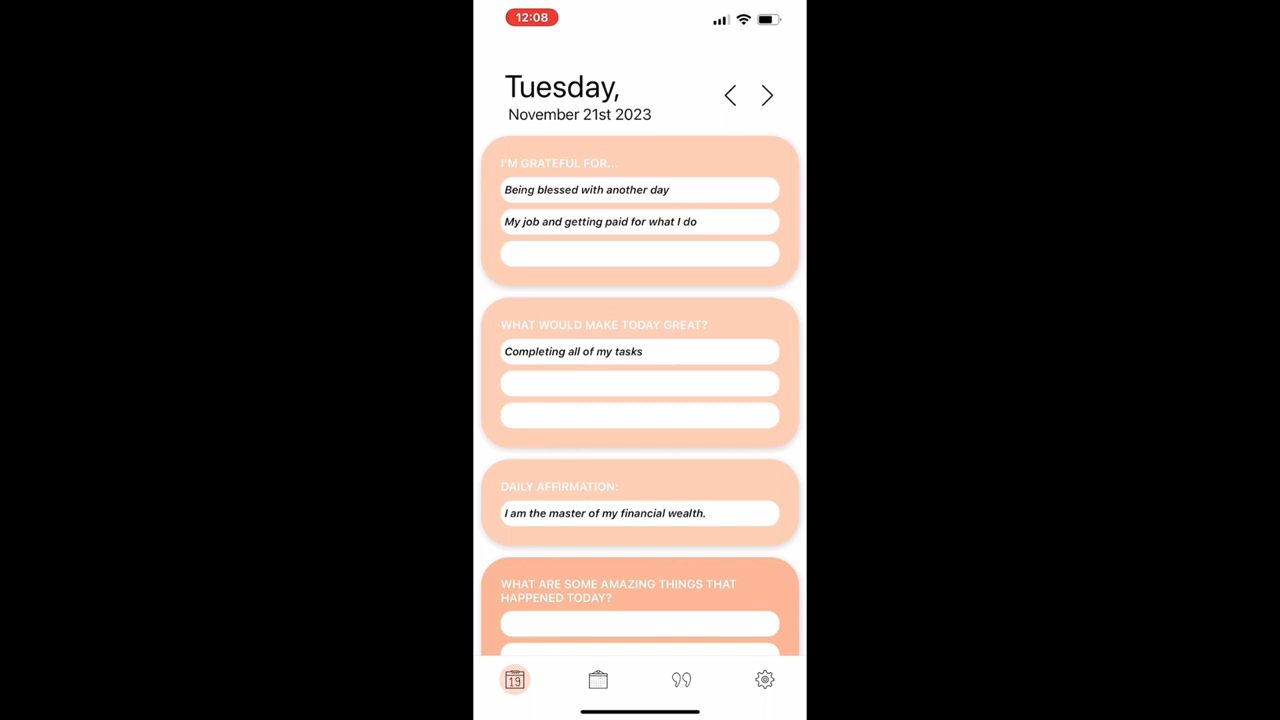 12:08
Tuesday,
November 21st 2023
I'M GRATEFUL FOR...
Being blessed with another day
My job and getting paid for what I do
WHAT WOULD MAKE TODAY GREAT?
Completing all of my tasks
DAILY AFFIRMATION:
I am the master of my financial wealth.
WHAT ARE SOME AMAZING THINGS THAT
HAPPENED TODAY?
19